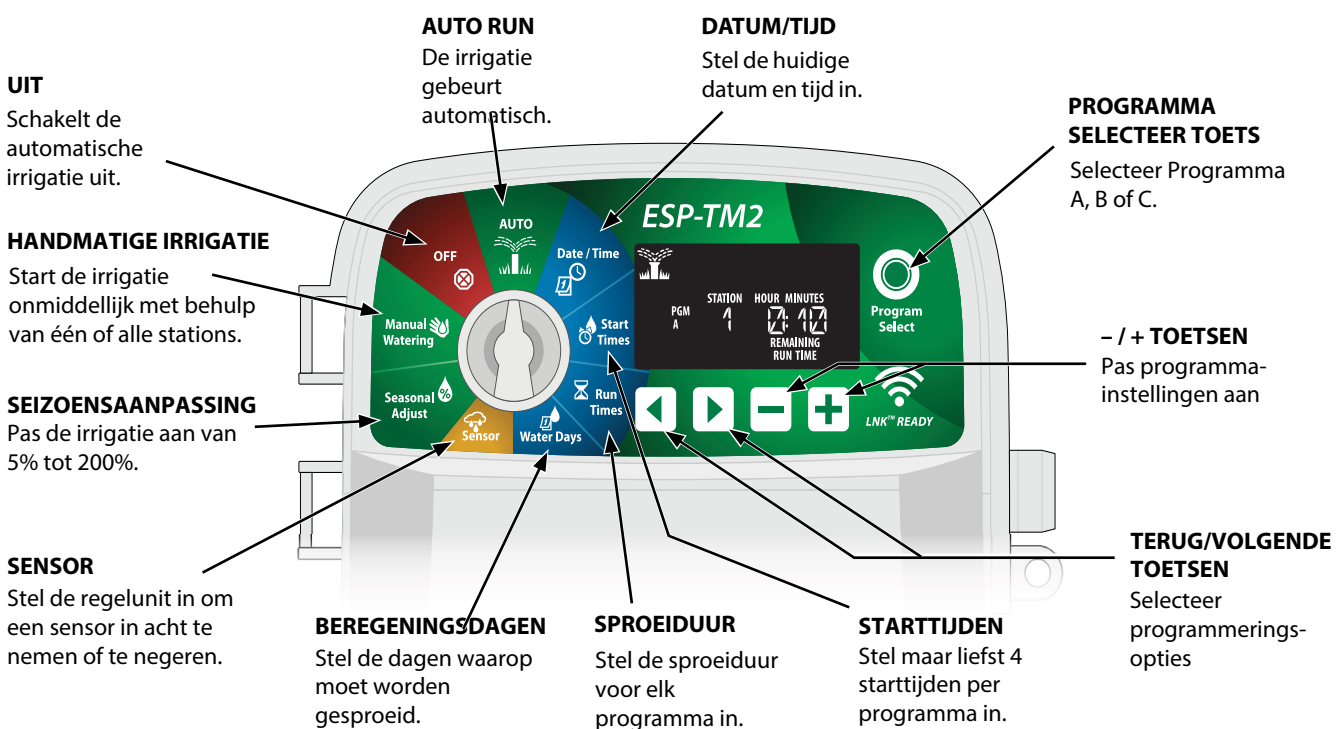 AUTO RUN
De irrigatie
gebeurt
automatisch.
DATUM/TIJD
Stel de huidige
datum en tijd in.
UIT
Schakelt de
automatische
irrigatie uit.
PROGRAMMA
SELECTEER TOETS
Selecteer Programma
A, B of C.
HANDMATIGE IRRIGATIE
Start de irrigatie
onmiddellijk met behulp
van één of alle stations.
SEIZOENSAANPASSING
Pas de irrigatie aan van
5% tot 200%.
OFF
AUTO
Date / Time
1
Manual
Watering
Start
Times
Seasonal
Adjust
%
Sensor
1
Water Days
Run
Times
ESP-TM2
STATION HOUR MINUTES
PGM
A
1 0:10
REMAINING
RUN TIME
Program
Select
LNK™ READY
– / + TOETSEN
Pas programma-
instellingen aan
SENSOR
Stel de regelunit in om
een sensor in acht te
nemen of te negeren.
BEREGENINGSDAGEN
Stel de dagen waarop
moet worden
gesproeid.
SPROEIDUUR
Stel de sproeiduur
voor elk
programma in.
STARTTIJDEN
Stel maar liefst 4
starttijden per
programma in.
TERUG/VOLGENDE
TOETSEN
Selecteer
programmerings-
opties